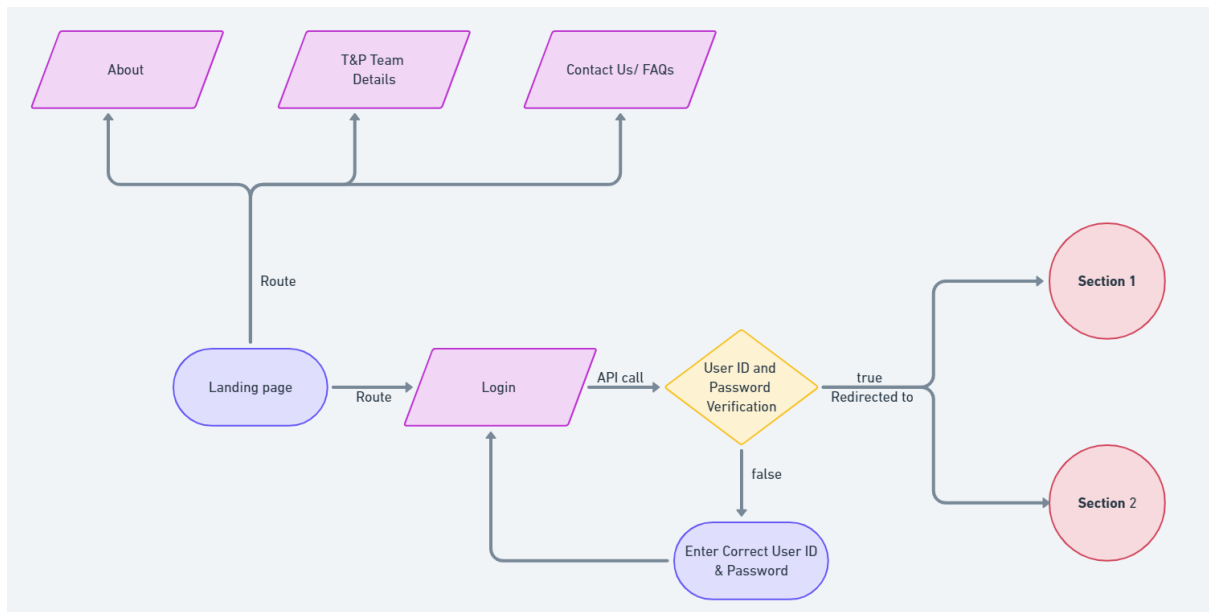 About
T&P Team
Details
Contact Us/ FAQs
Route
Section 1
Landing page
Route
Login
API call
User ID and
Password
Verification
true
Redirected to
false
Section 2
Enter Correct User ID
& Password